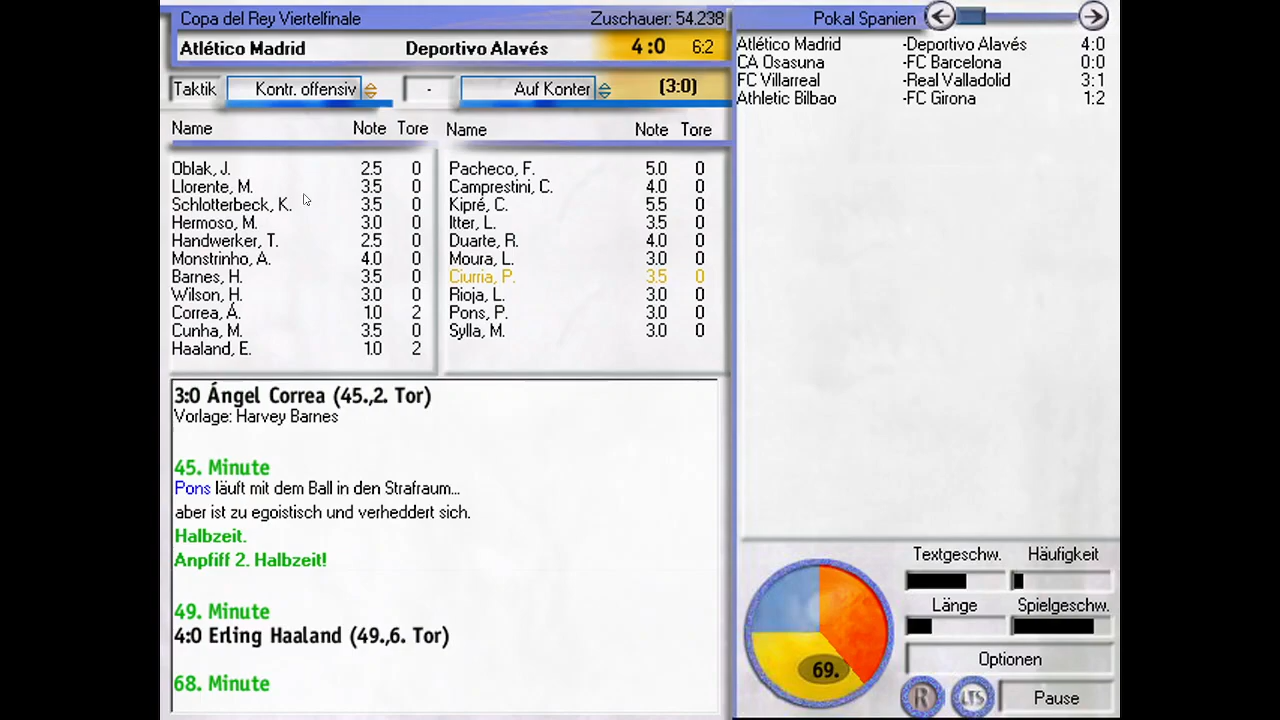 Copa del Rey Viertelfinale Zuschauer: 54.238
Atlético Madrid Deportivo Alavés 4:0 6:2
Taktik Kontr. offensiv - Auf Konter (3:0)
Name Note Tore Name Note Tore
Oblak, J. 2.5 0 Pacheco, F. 5.0 0
Llorente, M. 3.5 0 Camprestini, C. 4.0 0
Schlotterbeck, K. 3.5 0 Kipré, C. 5.5 0
Hermoso, M. 3.0 0 Itter, L. 3.5 0
Handwerker, T. 2.5 0 Duarte, R. 4.0 0
Monstrinho, A. 4.0 0 Moura, L. 3.0 0
Barnes, H. 3.5 0 Ciurria, P. 3.5 0
Wilson, H. 3.0 0 Rioja, L. 3.0 0
Correa, Á. 1.0 2 Pons, P. 3.0 0
Cunha, M. 3.5 0 Sylla, M. 3.0 0
Haaland, E. 1.0 2
3:0 Ángel Correa (45.,2. Tor)
Vorlage: Harvey Barnes
45. Minute
Pons läuft mit dem Ball in den Strafraum...
aber ist zu egoistisch und verheddert sich.
Halbzeit.
Anpfiff 2. Halbzeit!
49. Minute
4:0 Erling Haaland (49.,6. Tor)
68. Minute
Pokal Spanien
Atlético Madrid -Deportivo Alavés 4:0
CA Osasuna -FC Barcelona 0:0
FC Villarreal -Real Valladolid 3:1
Athletic Bilbao -FC Girona 1:2
Textgeschw. Häufigkeit
Länge Spielgeschw.
69.
Optionen
R LTS Pause